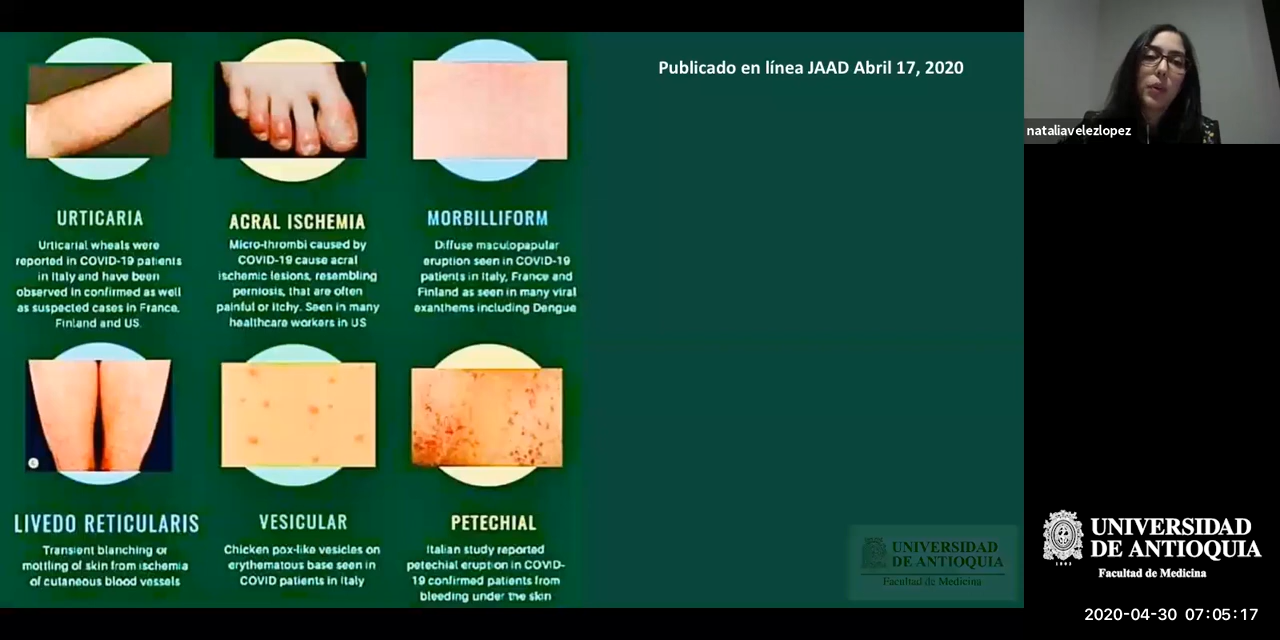 Publicado en línea JAAD Abril 17, 2020
nataliavelezlopez
URTICARIA
Urticarial wheals were
reported in COVID-19 patients
in Italy and have been
observed in confirmed as well
as suspected cases in France,
Finland and US.
ACRAL ISCHEMIA
Micro-thrombi caused by
COVID-19 cause acral
ischemic lesions, resembling
perniosis, that are often
painful or itchy. Seen in many
healthcare workers in US
MORBILLIFORM
Diffuse maculopapular
eruption seen in COVID-19
patients in Italy, France and
Finland as seen in many viral
exanthems including Dengue
LIVEDO RETICULARIS
Transient blanching or
mottling of skin from ischemia
of cutaneous blood vessels
VESICULAR
Chicken pox-like vesicles on
erythematous base seen in
COVID patients in Italy
PETECHIAL
Italian study reported
petechial eruption in COVID-
19 confirmed patients from
bleeding under the skin
UNIVERSIDAD
DE ANTIOQUIA
Facultad de Medicina
UNIVERSIDAD
DE ANTIOQUIA
1803
Facultad de Medicina
2020-04-30 07:05:17